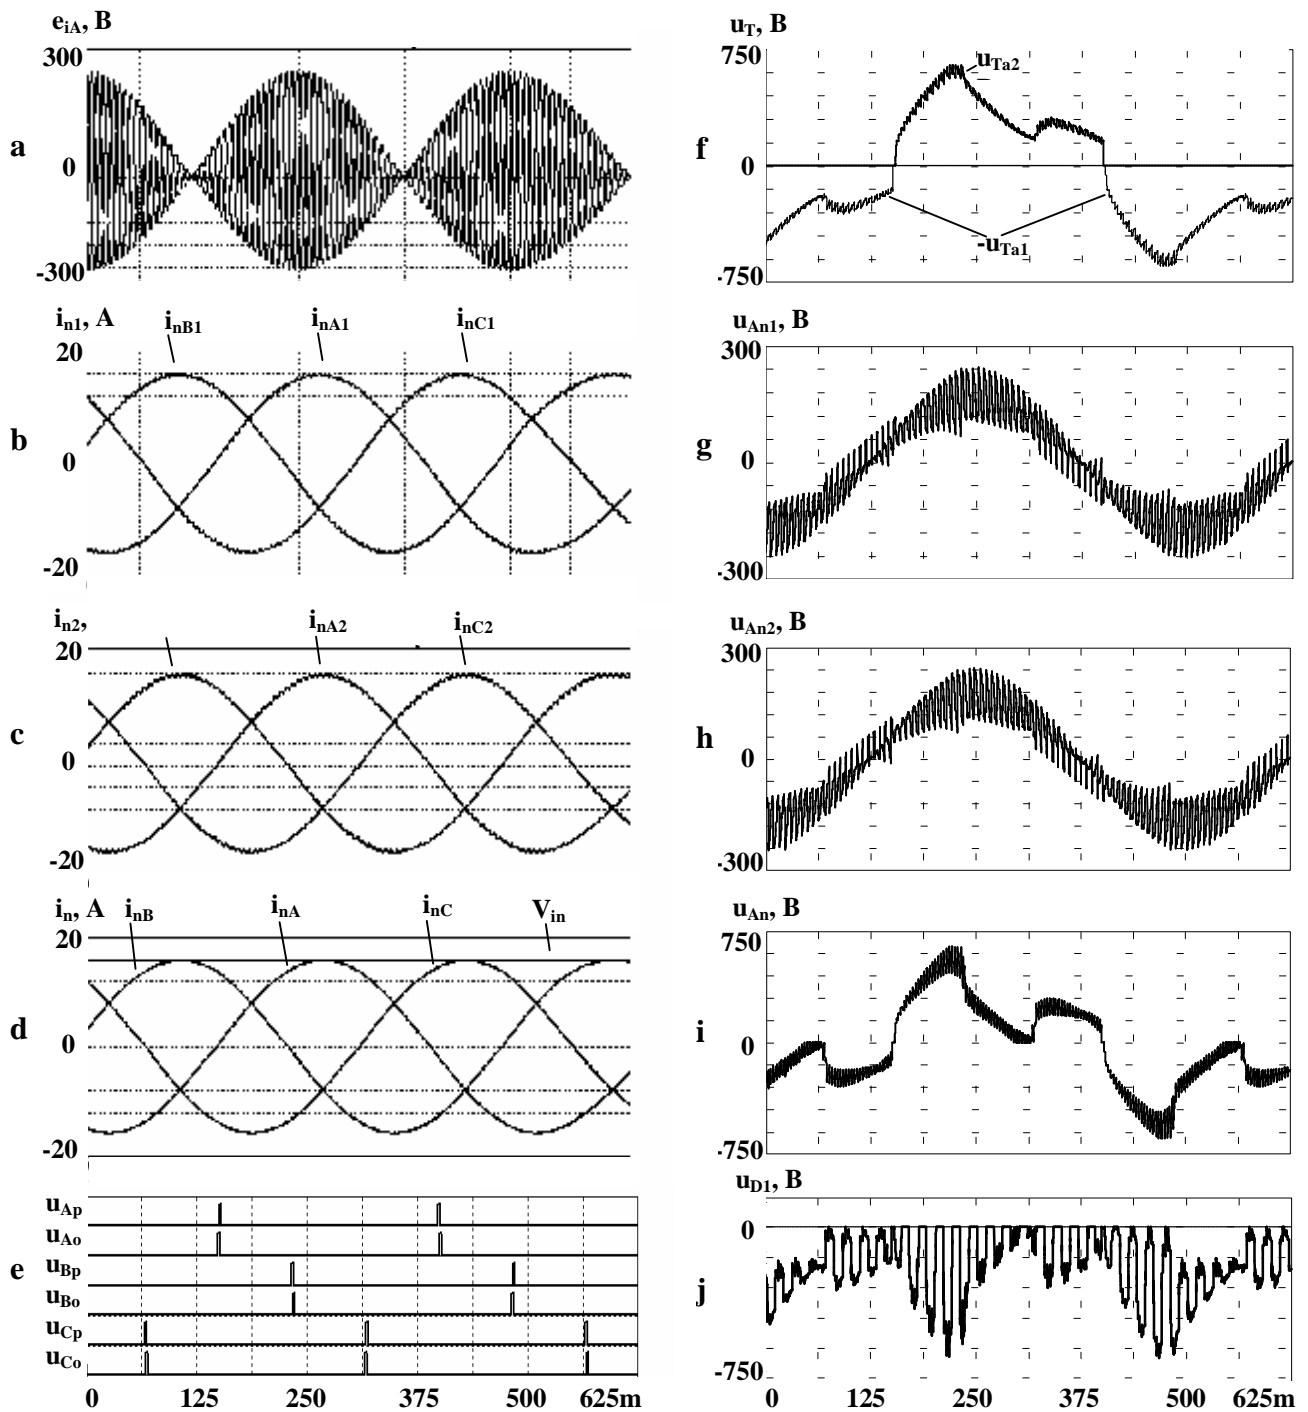 e_iA, B
300
a
0
-300
i_n1, A
i_nB1
i_nA1
i_nC1
20
b
0
-20
i_n2,
i_nA2
i_nC2
20
c
0
-20
i_n, A
i_nB
i_nA
i_nC
V_in
20
d
0
-20
e
u_Ap
u_Ao
u_Bp
u_Bo
u_Cp
u_Co
0 125 250 375 500 625m
u_T, B
750
u_Ta2
f
0
-u_Ta1
-750
u_An1, B
300
g
0
-300
u_An2, B
300
h
0
-300
u_An, B
750
i
0
-750
u_D1, B
0
j
-750
0 125 250 375 500 625m